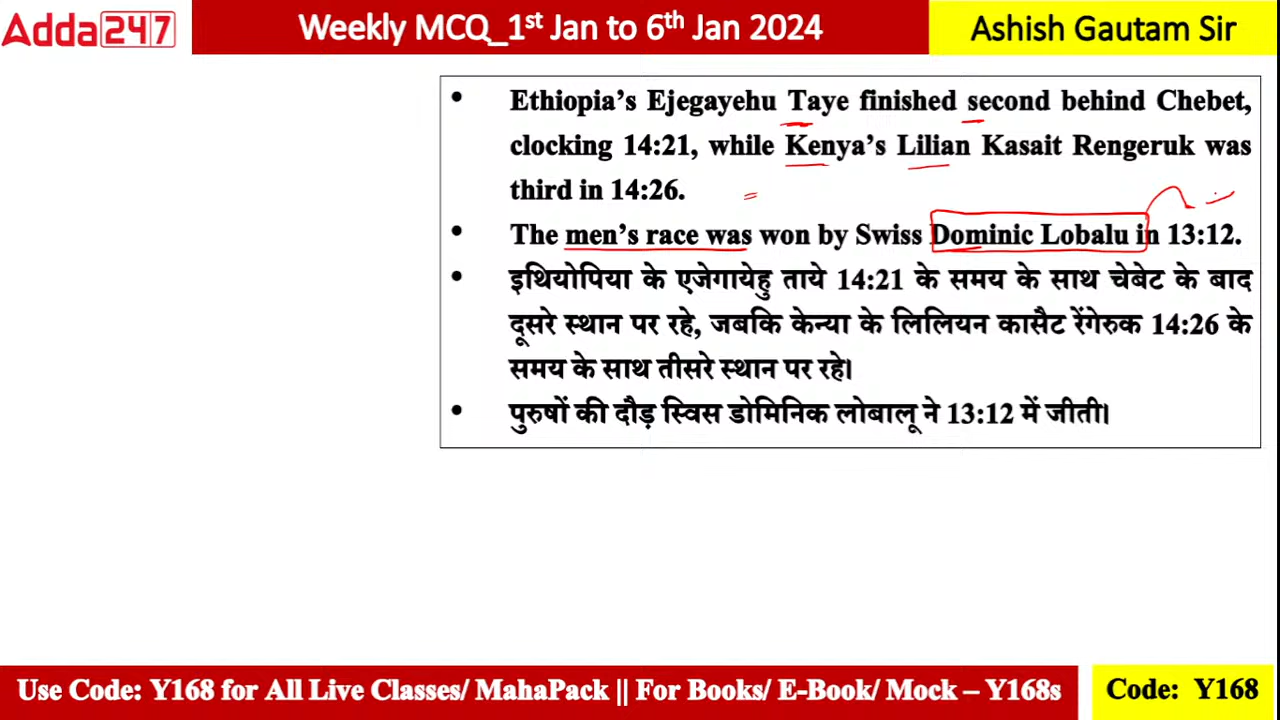 Adda247
Weekly MCQ_1st Jan to 6th Jan 2024
Ashish Gautam Sir
• Ethiopia’s Ejegayehu Taye finished second behind Chebet,
clocking 14:21, while Kenya’s Lilian Kasait Rengeruk was
third in 14:26.
• The men’s race was won by Swiss Dominic Lobalu in 13:12.
• इथियोपिया के एजेगायेहु ताये 14:21 के समय के साथ चेबेट के बाद
दूसरे स्थान पर रहे, जबकि केन्या के लिलियन कासैट रेंगेरुक 14:26 के
समय के साथ तीसरे स्थान पर रहे।
• पुरुषों की दौड़ स्विस डोमिनिक लोबालू ने 13:12 में जीती।
Use Code: Y168 for All Live Classes/ MahaPack || For Books/ E-Book/ Mock – Y168s
Code: Y168